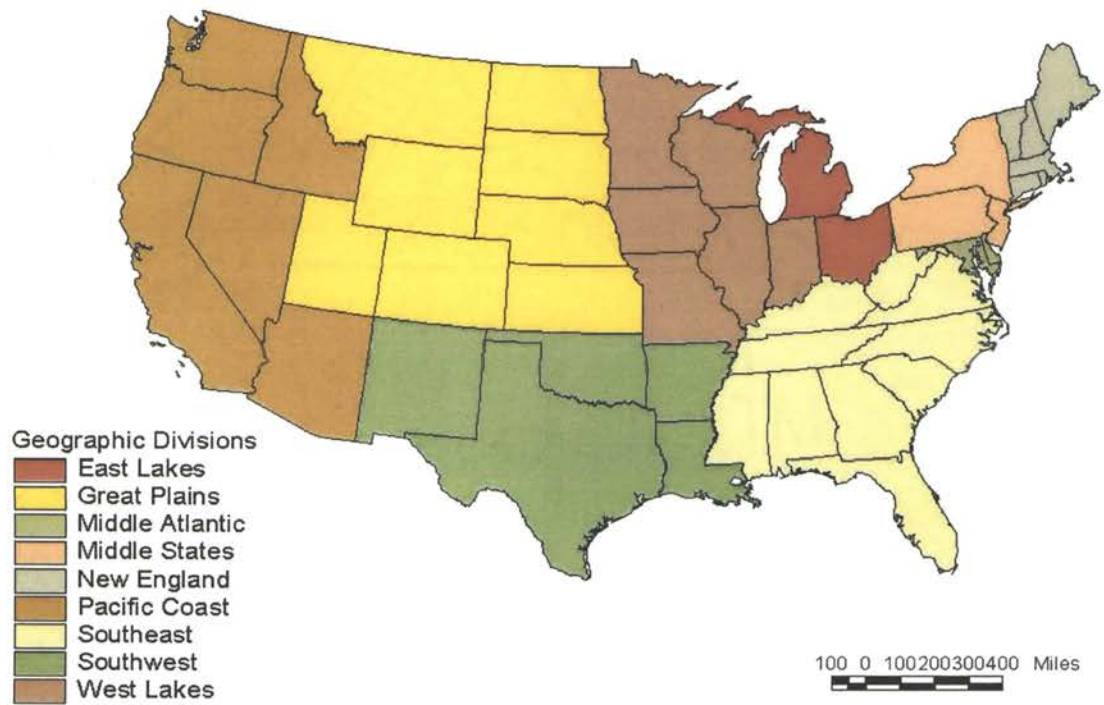 Geographic Divisions
East Lakes
Great Plains
Middle Atlantic
Middle States
New England
Pacific Coast
Southeast
Southwest
West Lakes
100 0 100200300400 Miles